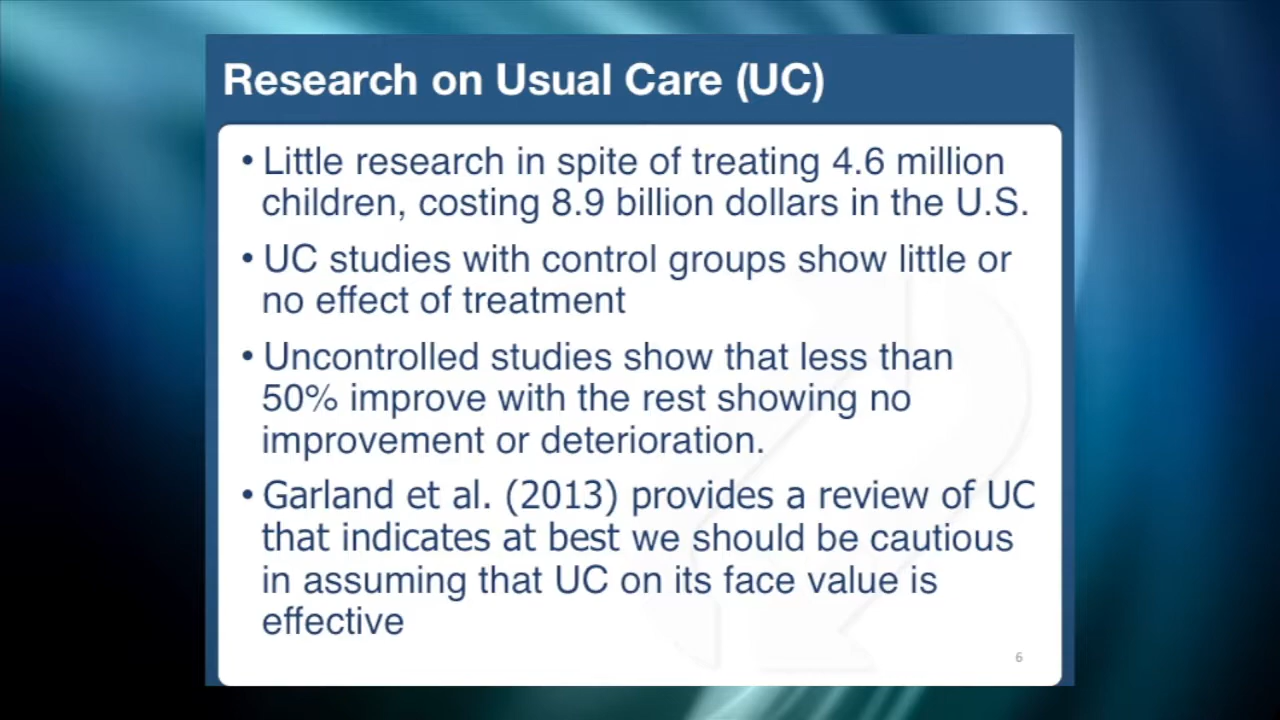 Research on Usual Care (UC)
• Little research in spite of treating 4.6 million
children, costing 8.9 billion dollars in the U.S.
• UC studies with control groups show little or
no effect of treatment
• Uncontrolled studies show that less than
50% improve with the rest showing no
improvement or deterioration.
• Garland et al. (2013) provides a review of UC
that indicates at best we should be cautious
in assuming that UC on its face value is
effective
6